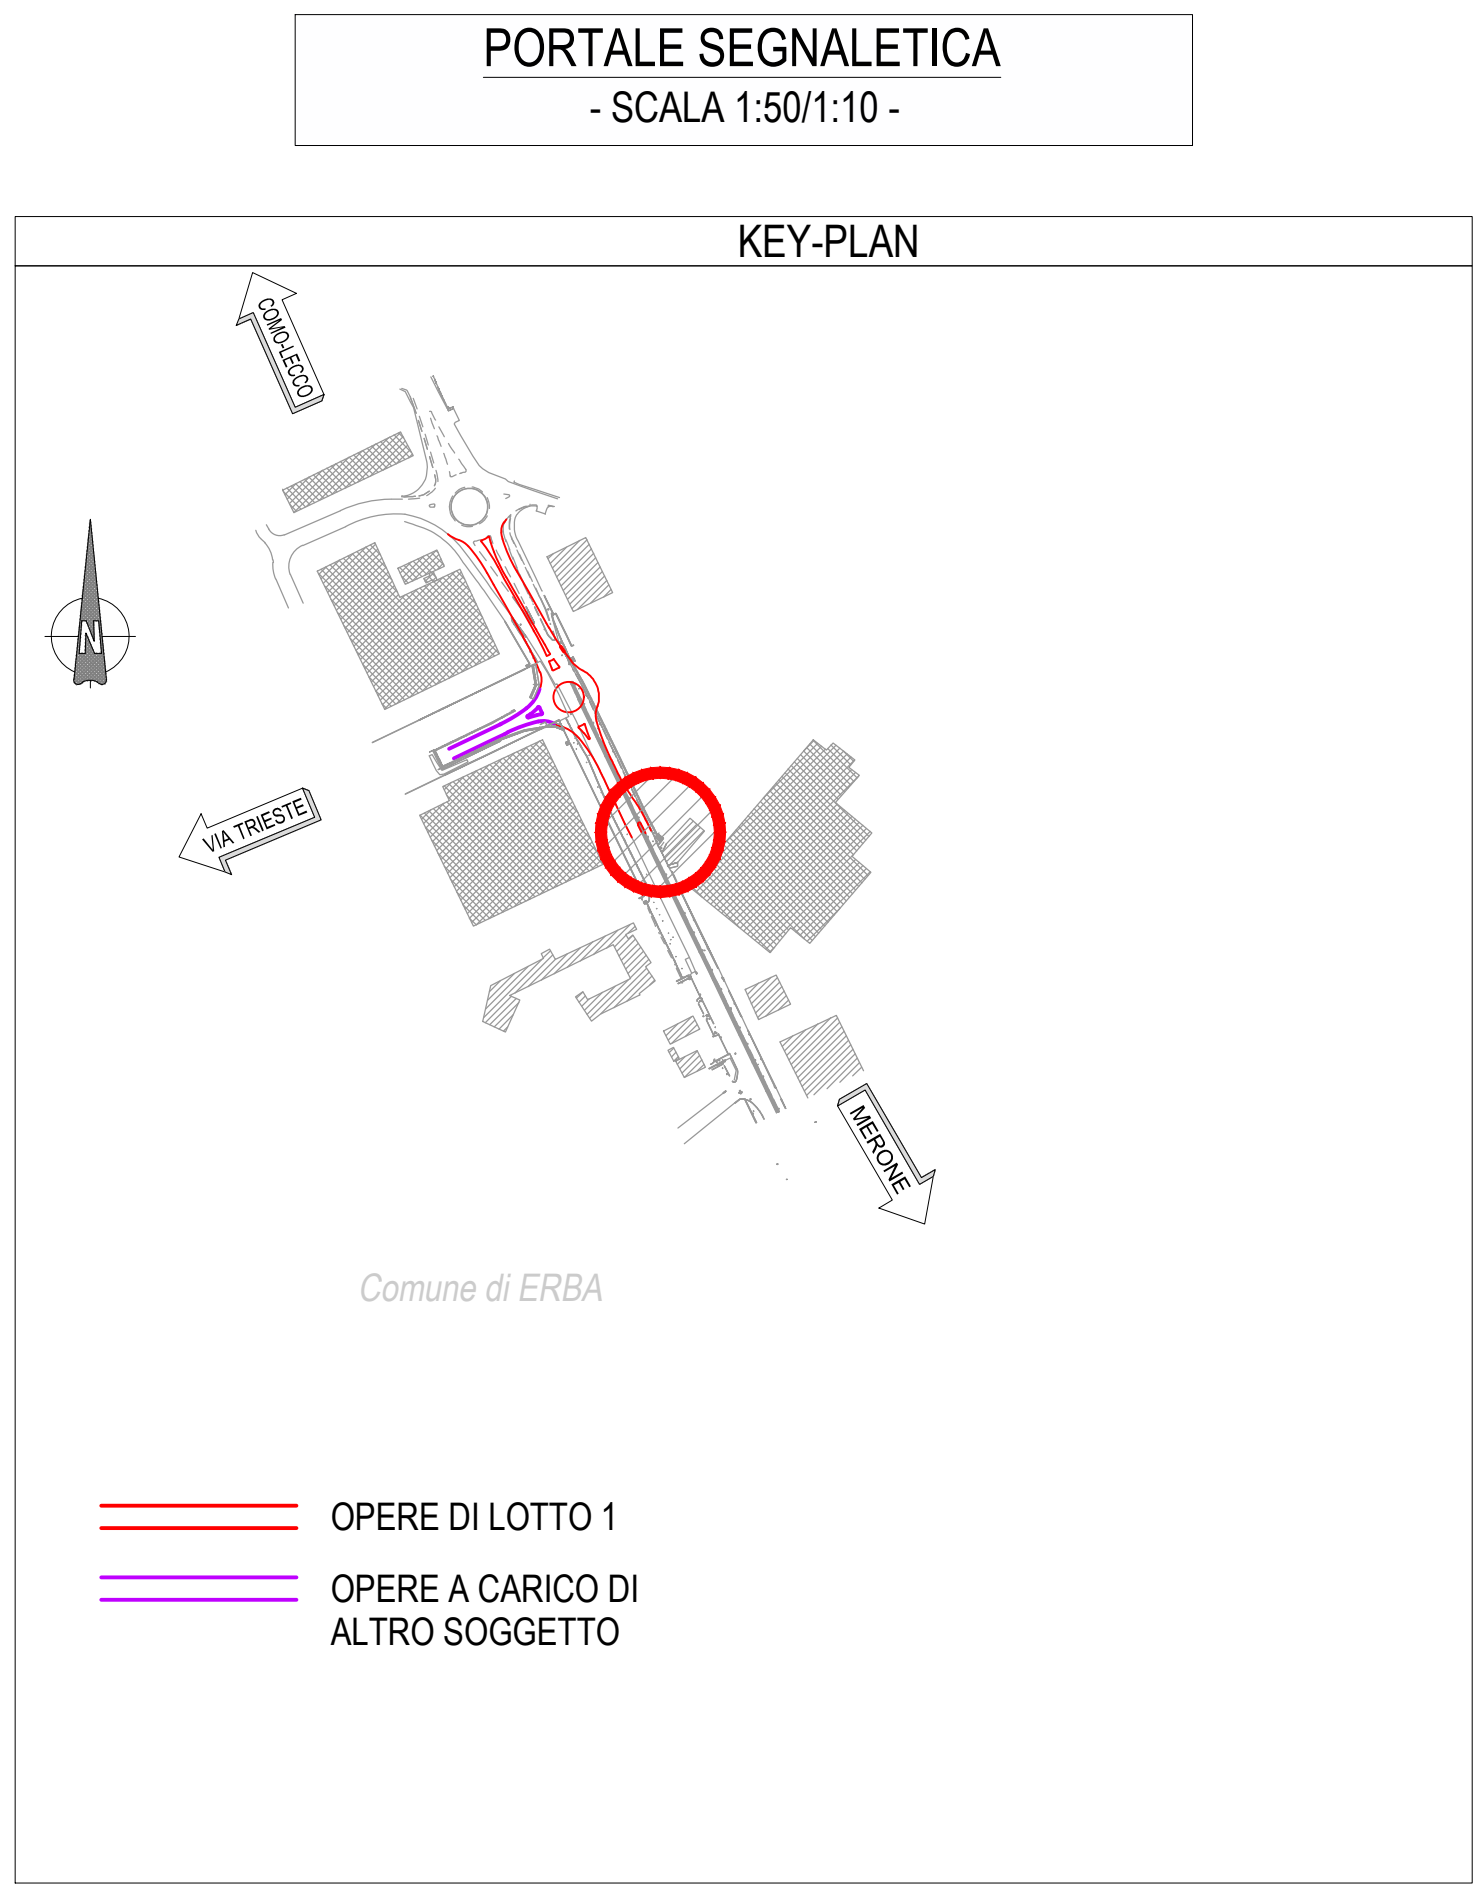 PORTALE SEGNALETICA
- SCALA 1:50/1:10 -
KEY-PLAN
COMO-LECCO
N
VIA TRIESTE
MERONE
Comune di ERBA
OPERE DI LOTTO 1
OPERE A CARICO DI
ALTRO SOGGETTO